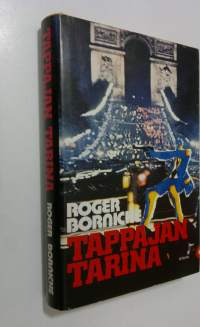 TAPPAJAN TARINA
ROGER BORNICHE
ROGER
BORNICHE
TAPPAJAN
TARINA